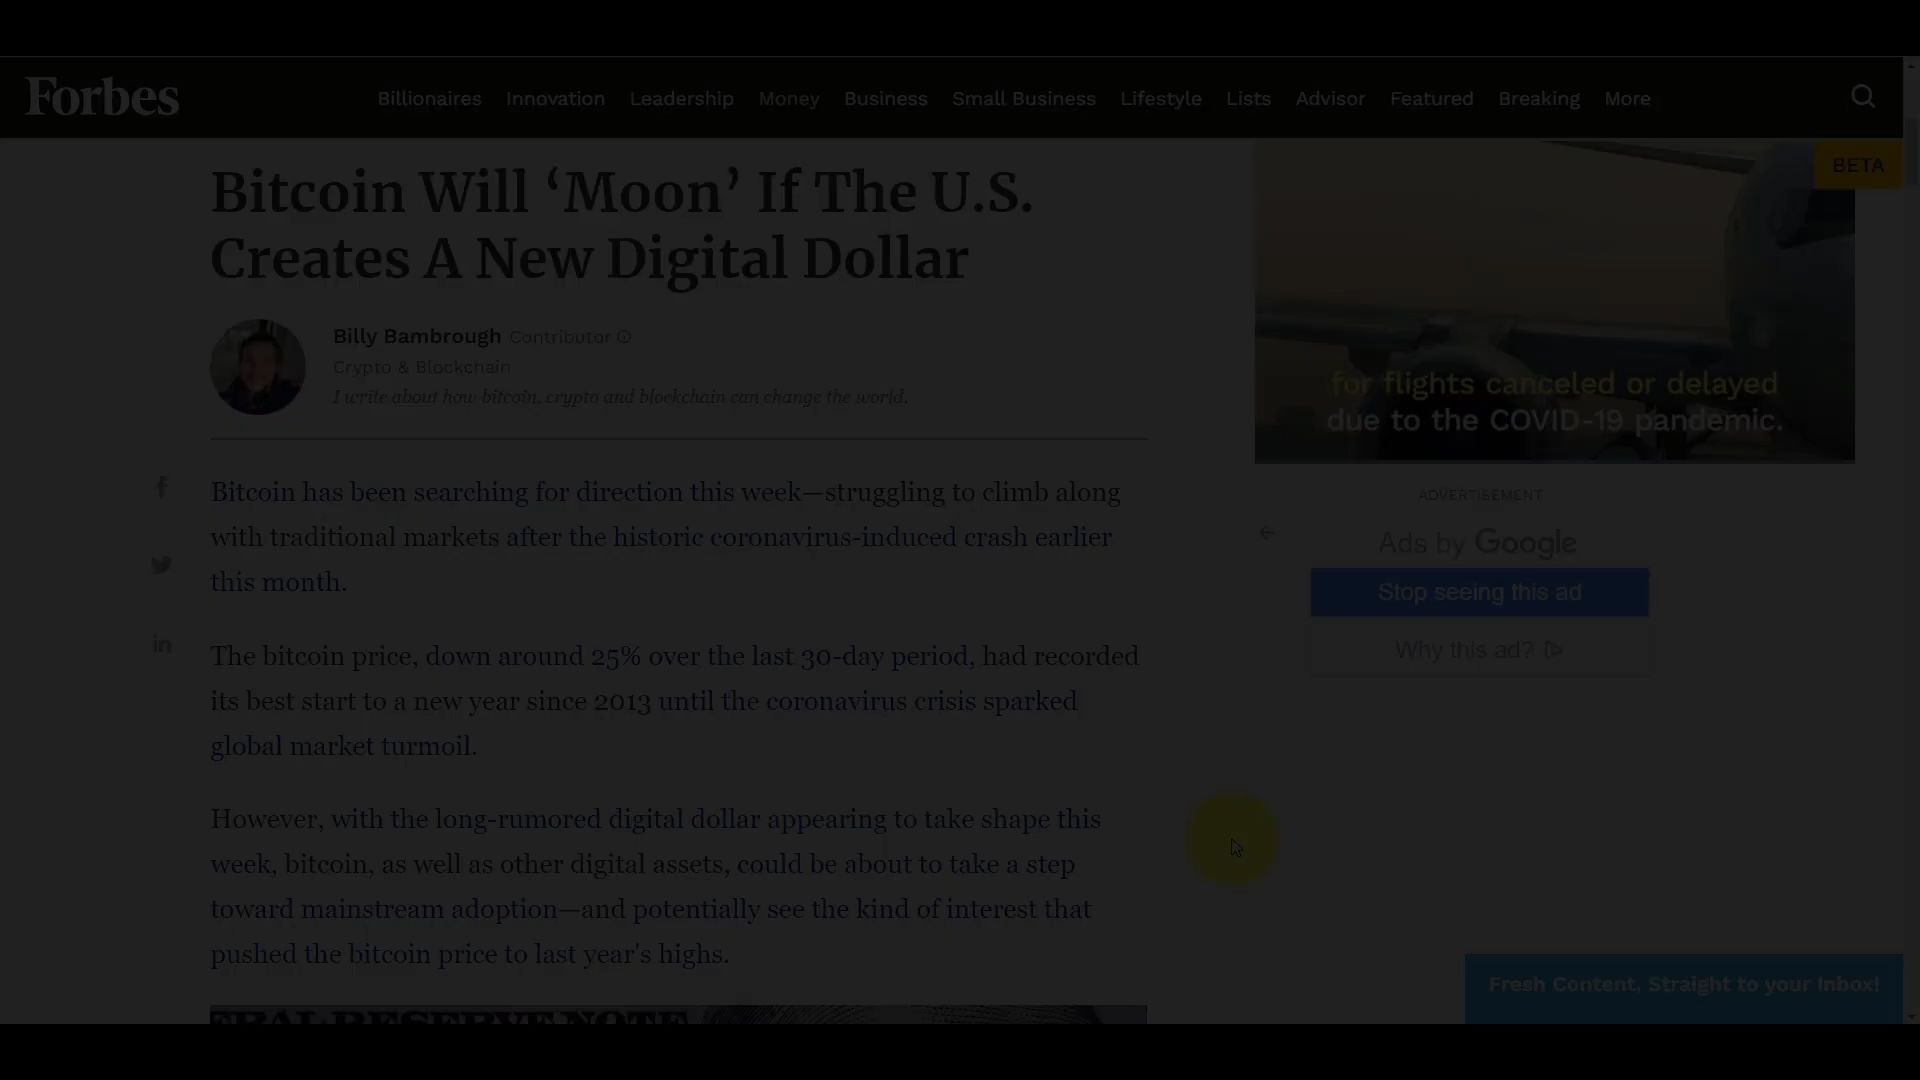 Forbes
Billionaires Innovation Leadership Money Business Small Business Lifestyle Lists Advisor Featured Breaking More
BETA
Bitcoin Will ‘Moon’ If The U.S.
Creates A New Digital Dollar
Billy Bambrough Contributor
Crypto & Blockchain
I write about how bitcoin, crypto and blockchain can change the world.
Bitcoin has been searching for direction this week—struggling to climb along
with traditional markets after the historic coronavirus-induced crash earlier
this month.
The bitcoin price, down around 25% over the last 30-day period, had recorded
its best start to a new year since 2013 until the coronavirus crisis sparked
global market turmoil.
However, with the long-rumored digital dollar appearing to take shape this
week, bitcoin, as well as other digital assets, could be about to take a step
toward mainstream adoption—and potentially see the kind of interest that
pushed the bitcoin price to last year's highs.
ERAL RESERVE NOTE
for flights canceled or delayed
due to the COVID-19 pandemic.
ADVERTISEMENT
Ads by Google
Stop seeing this ad
Why this ad?
Fresh Content, Straight to your Inbox!